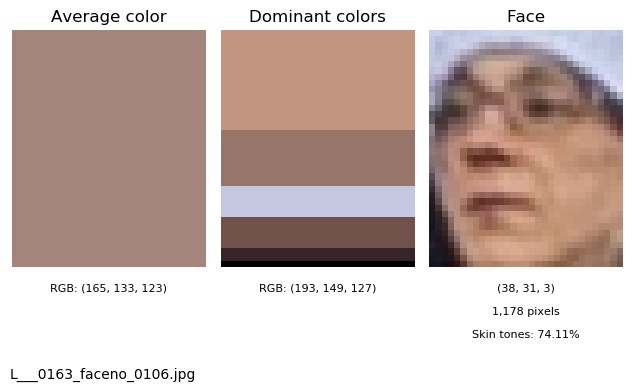 Average color
Dominant colors
Face
RGB: (165, 133, 123)
RGB: (193, 149, 127)
(38, 31, 3)
1,178 pixels
Skin tones: 74.11%
L___0163_faceno_0106.jpg